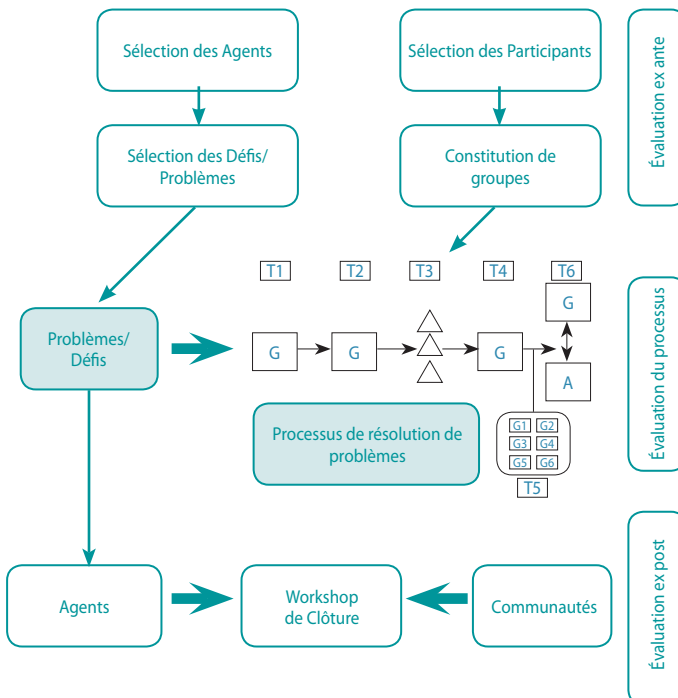 Sélection des Agents
Sélection des Participants
Évaluation ex ante
Sélection des Défis/
Problèmes
Constitution de
groupes
T1
T2
T3
T4
T6
G
Évaluation du processus
Problèmes/
Défis
G
G
G
A
Processus de résolution de
problèmes
G1
G2
G3
G4
G5
G6
T5
Évaluation ex post
Agents
Workshop
de Clôture
Communautés